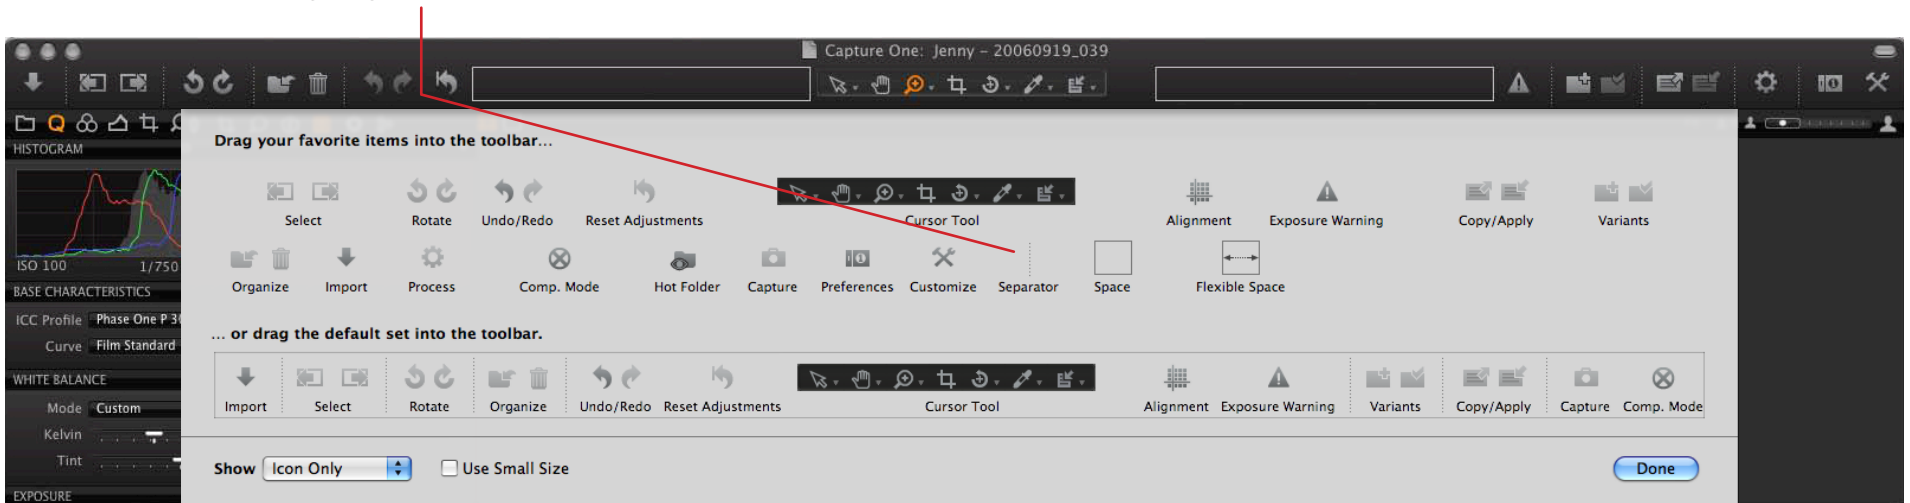 Capture One: Jenny – 20060919_039
HISTOGRAM
ISO 100 1/750
BASE CHARACTERISTICS
ICC Profile Phase One P 3
Curve Film Standard
WHITE BALANCE
Mode Custom
Kelvin
Tint
EXPOSURE
Drag your favorite items into the toolbar...
Select Rotate Undo/Redo Reset Adjustments Cursor Tool Alignment Exposure Warning Copy/Apply Variants
Organize Import Process Comp. Mode Hot Folder Capture Preferences Customize Separator Space Flexible Space
... or drag the default set into the toolbar.
Import Select Rotate Organize Undo/Redo Reset Adjustments Cursor Tool Alignment Exposure Warning Variants Copy/Apply Capture Comp. Mode
Show Icon Only Use Small Size Done